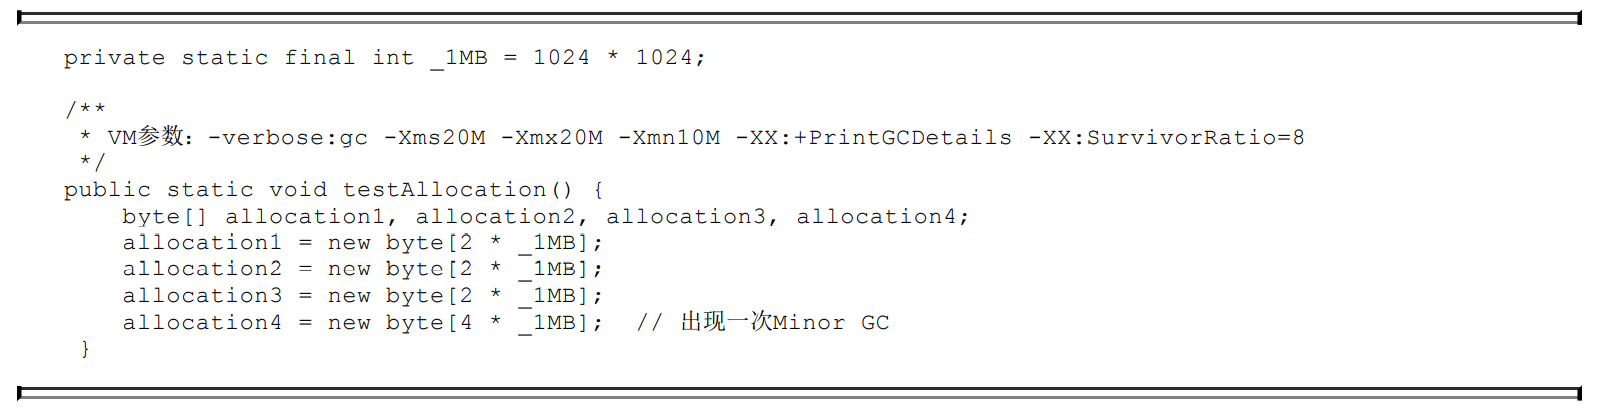 private static final int _1MB = 1024 * 1024;
/**
 * VM参数：-verbose:gc -Xms20M -Xmx20M -Xmn10M -XX:+PrintGCDetails -XX:SurvivorRatio=8
 */
public static void testAllocation() {
    byte[] allocation1, allocation2, allocation3, allocation4;
    allocation1 = new byte[2 * _1MB];
    allocation2 = new byte[2 * _1MB];
    allocation3 = new byte[2 * _1MB];
    allocation4 = new byte[4 * _1MB];  // 出现一次Minor GC
 }